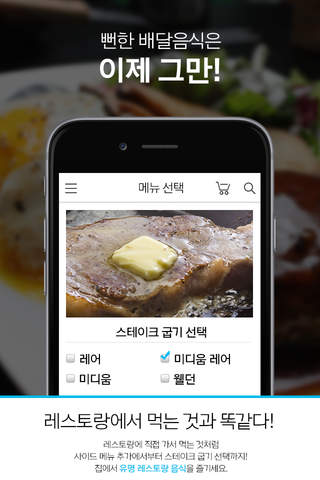 뻔한 배달음식은
이제 그만!
메뉴 선택
스테이크 굽기 선택
레어
미디움 레어
미디움
웰던
레스토랑에서 먹는 것과 똑같다!
레스토랑에 직접 가서 먹는 것처럼
사이드 메뉴 추가에서부터 스테이크 굽기 선택까지!
집에서 유명 레스토랑 음식을 즐기세요.